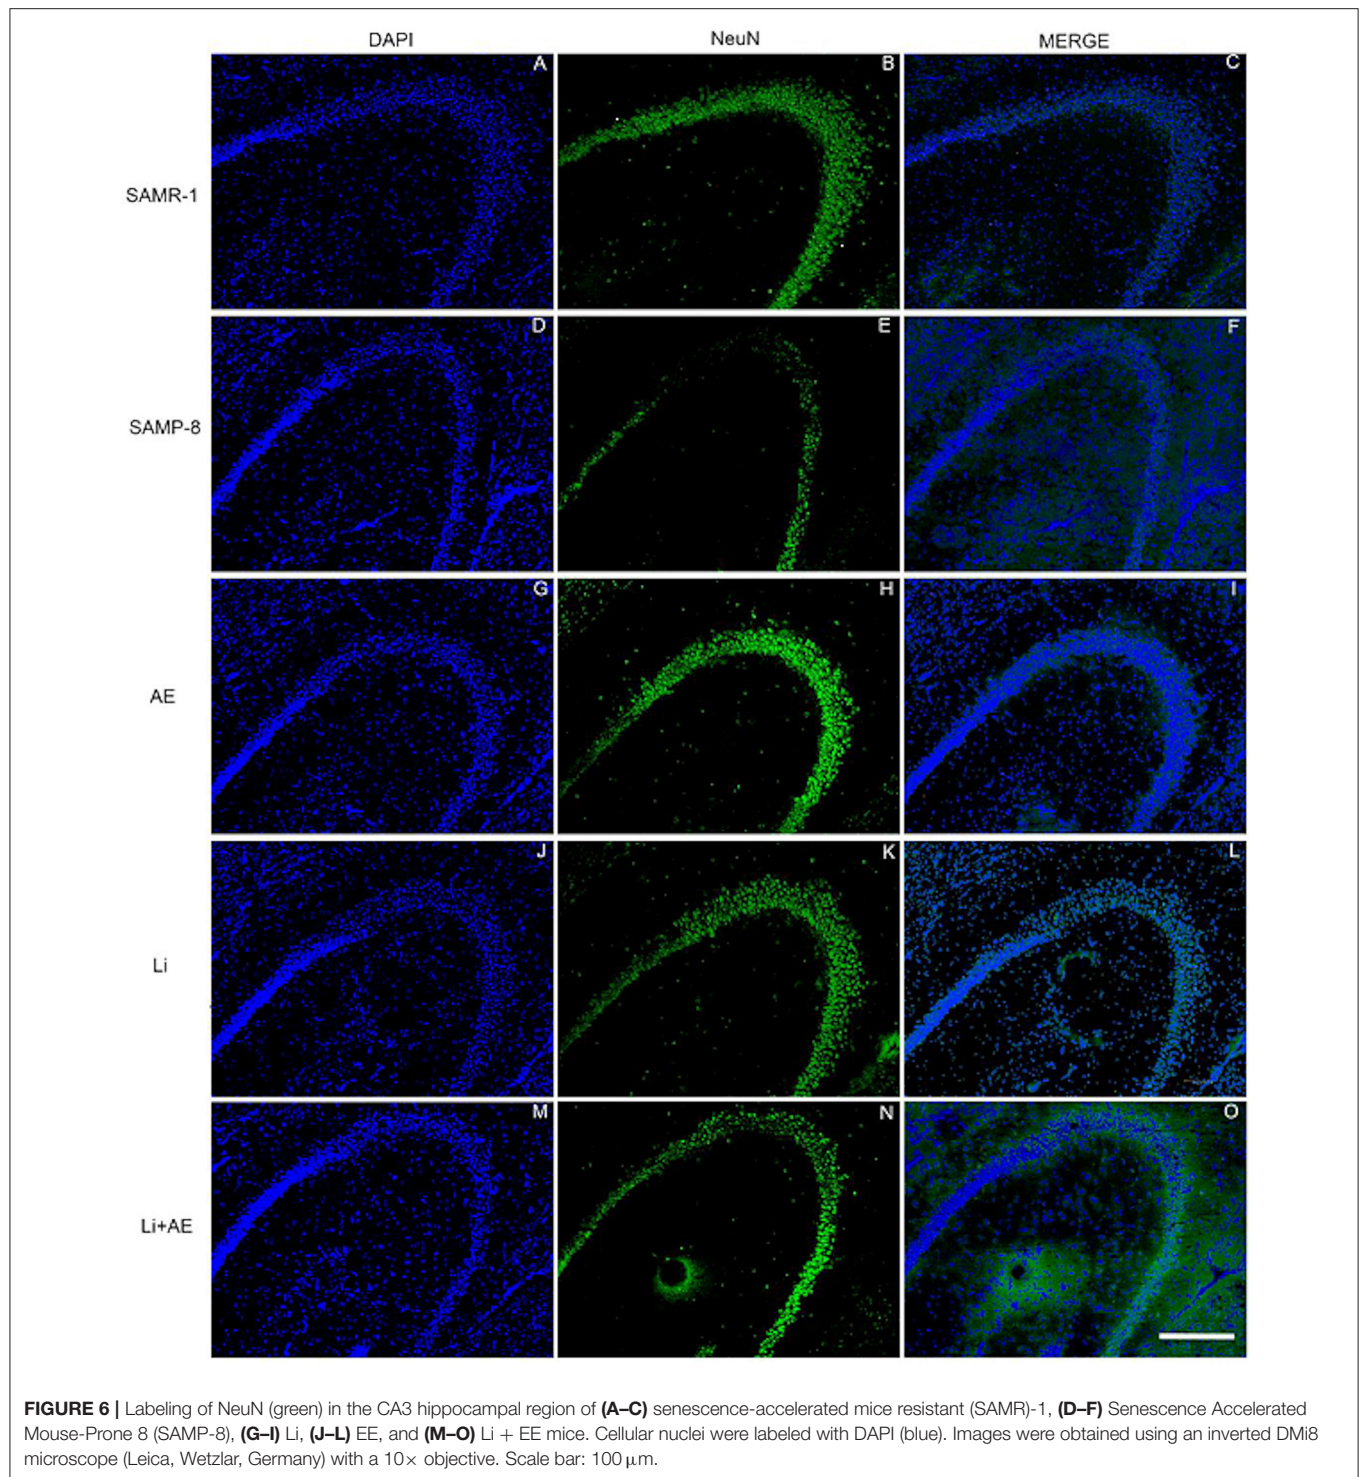 DAPI NeuN MERGE
A B C
SAMR-1
D E F
SAMP-8
G H I
AE
J K L
Li
M N O
Li+AE
FIGURE 6 | Labeling of NeuN (green) in the CA3 hippocampal region of (A–C) senescence-accelerated mice resistant (SAMR)-1, (D–F) Senescence Accelerated
Mouse-Prone 8 (SAMP-8), (G–I) Li, (J–L) EE, and (M–O) Li + EE mice. Cellular nuclei were labeled with DAPI (blue). Images were obtained using an inverted DMi8
microscope (Leica, Wetzlar, Germany) with a 10× objective. Scale bar: 100 μm.